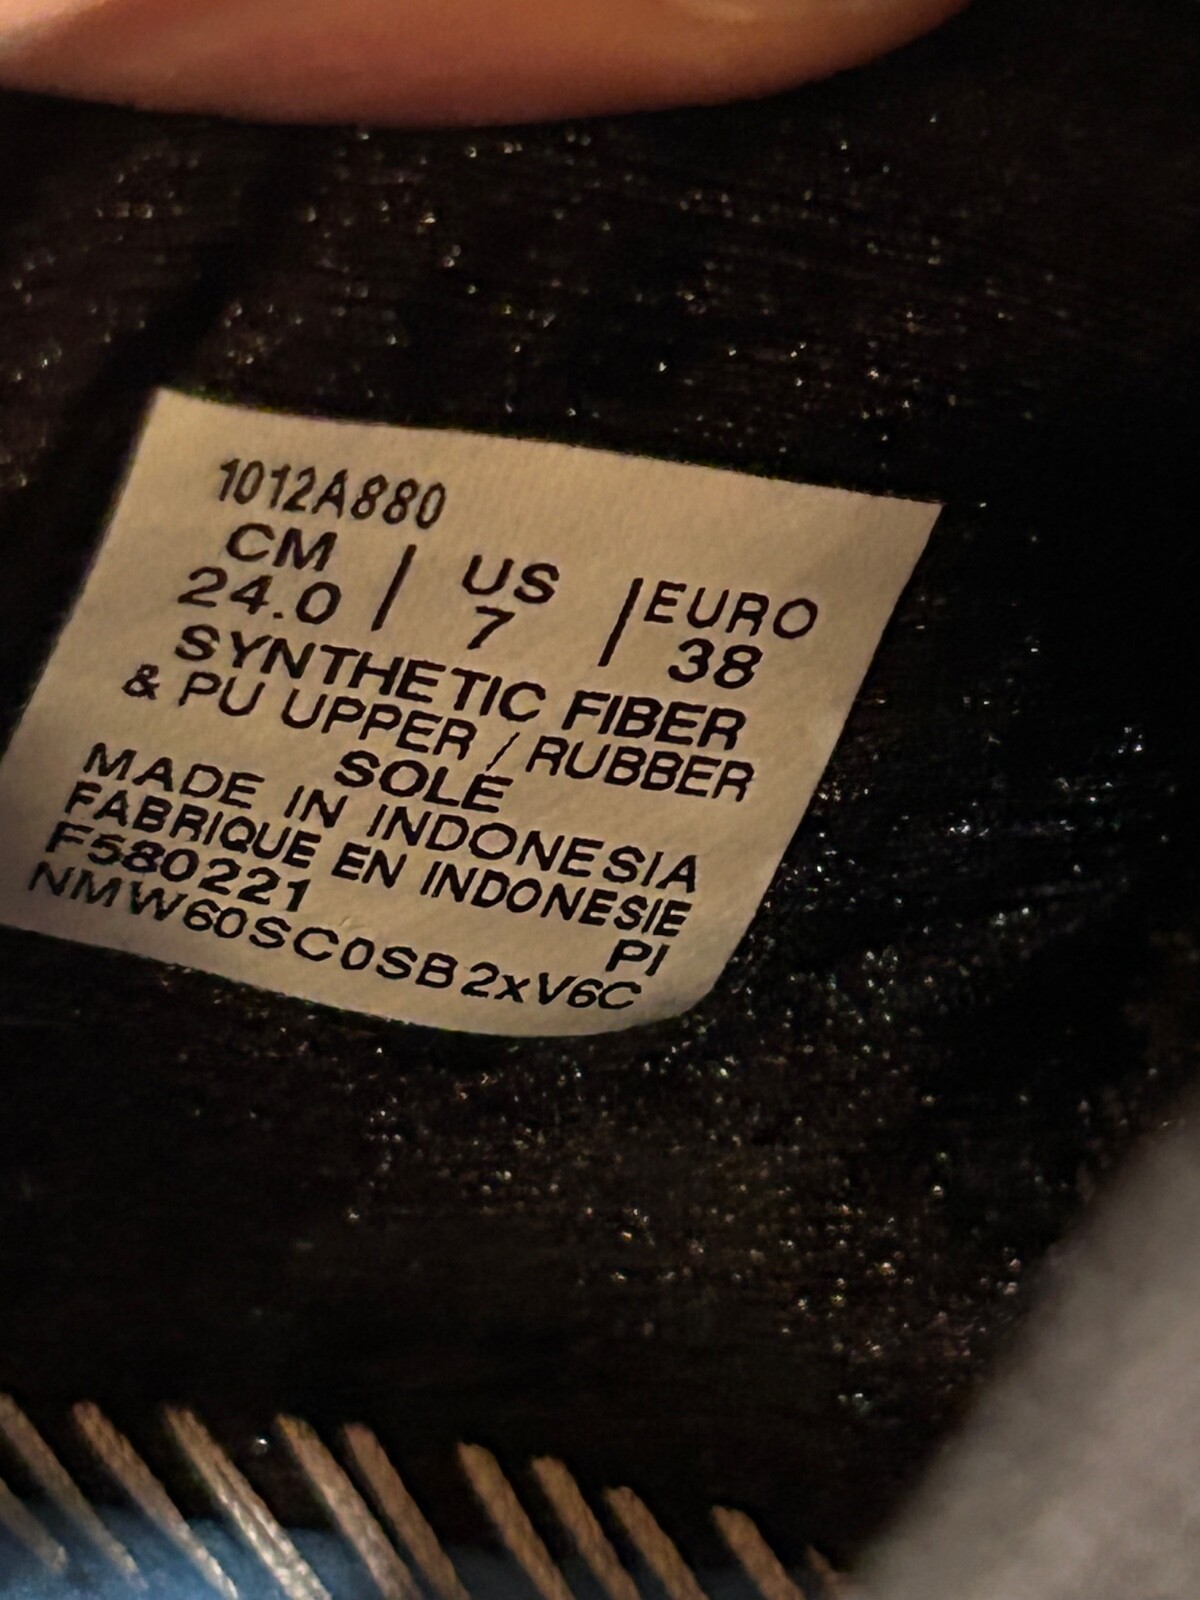 1012A880
CM | US | EURO
24.0 7 38
SYNTHETIC FIBER
& PU UPPER / RUBBER
SOLE
MADE IN INDONESIA
FABRIQUE EN INDONESIE
F580221 PI
NMW60SC0SB2xV6C